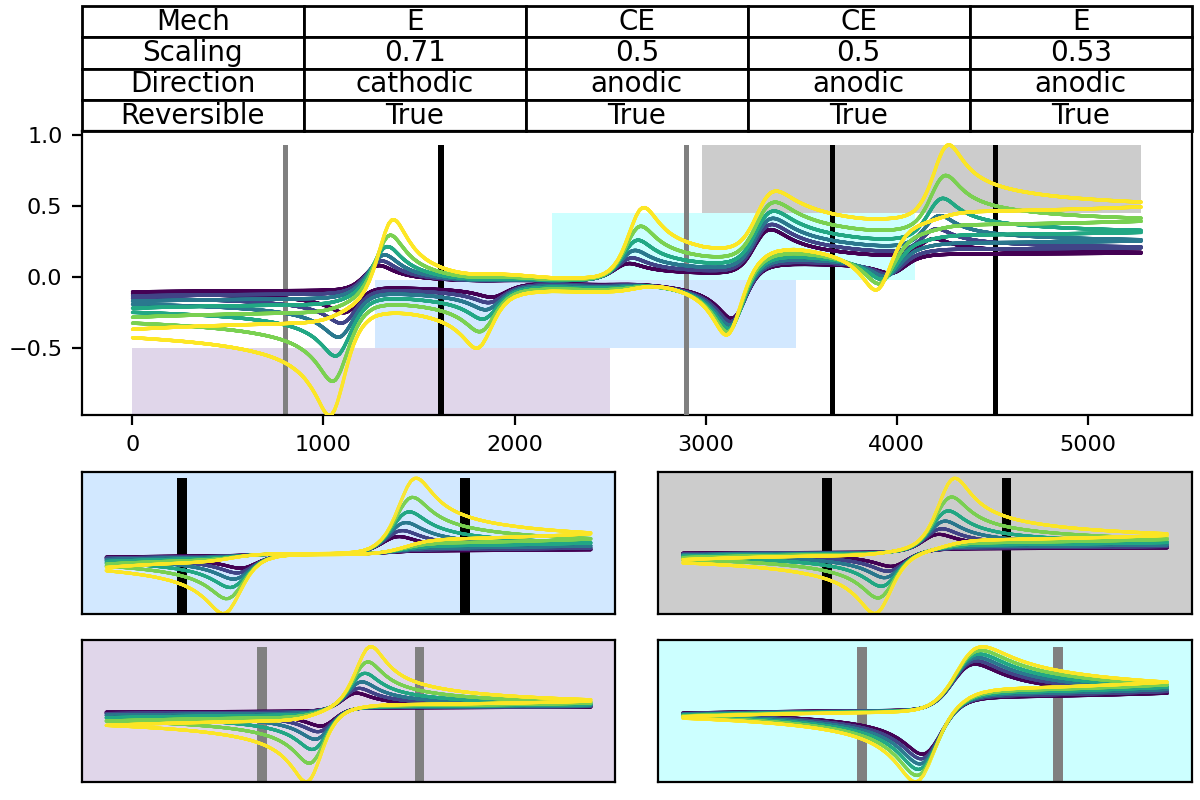 Mech E CE CE E
Scaling 0.71 0.5 0.5 0.53
Direction cathodic anodic anodic anodic
Reversible True True True True
1.0
0.5
0.0
−0.5
0 1000 2000 3000 4000 5000